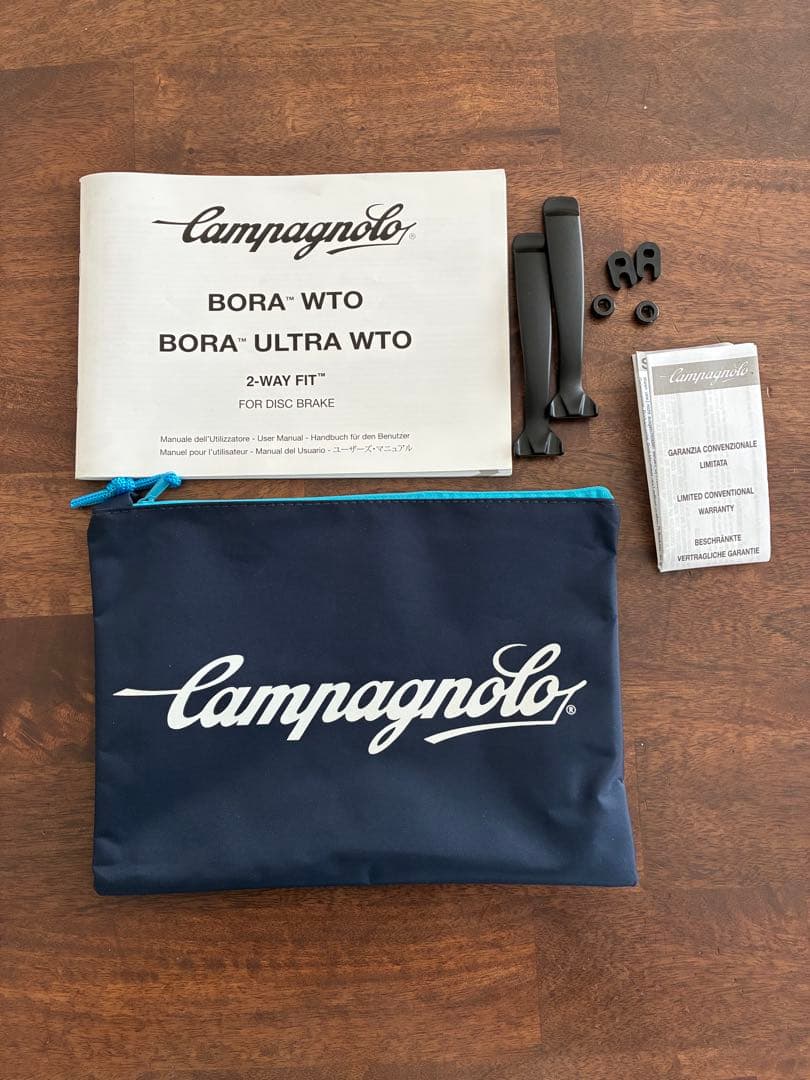 Campagnolo®
BORA™ WTO
BORA™ ULTRA WTO
2-WAY FIT™
FOR DISC BRAKE
Manuale dell'Utilizzatore - User Manual - Handbuch für den Benutzer
Manuel pour l'utilisateur - Manual del Usuario - ユーザーズ・マニュアル
Campagnolo
GARANZIA CONVENZIONALE
LIMITATA
LIMITED CONVENTIONAL
WARRANTY
BESCHRÄNKTE
VERTRAGLICHE GARANTIE
Campagnolo®